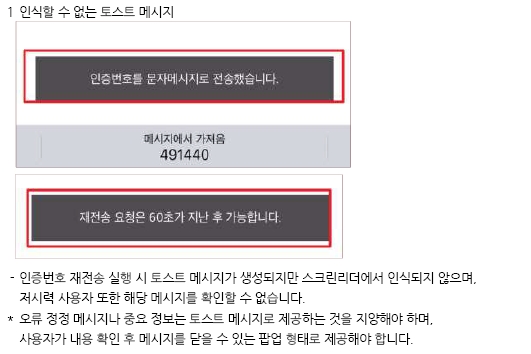 1 인식할 수 없는 토스트 메시지
인증번호를 문자메시지로 전송했습니다.
메시지에서 가져옴
491440
재전송 요청은 60초가 지난 후 가능합니다.
- 인증번호 재전송 실행 시 토스트 메시지가 생성되지만 스크린리더에서 인식되지 않으며,
저시력 사용자 또한 해당 메시지를 확인할 수 없습니다.
* 오류 정정 메시지나 중요 정보는 토스트 메시지로 제공하는 것을 지양해야 하며,
사용자가 내용 확인 후 메시지를 닫을 수 있는 팝업 형태로 제공해야 합니다.